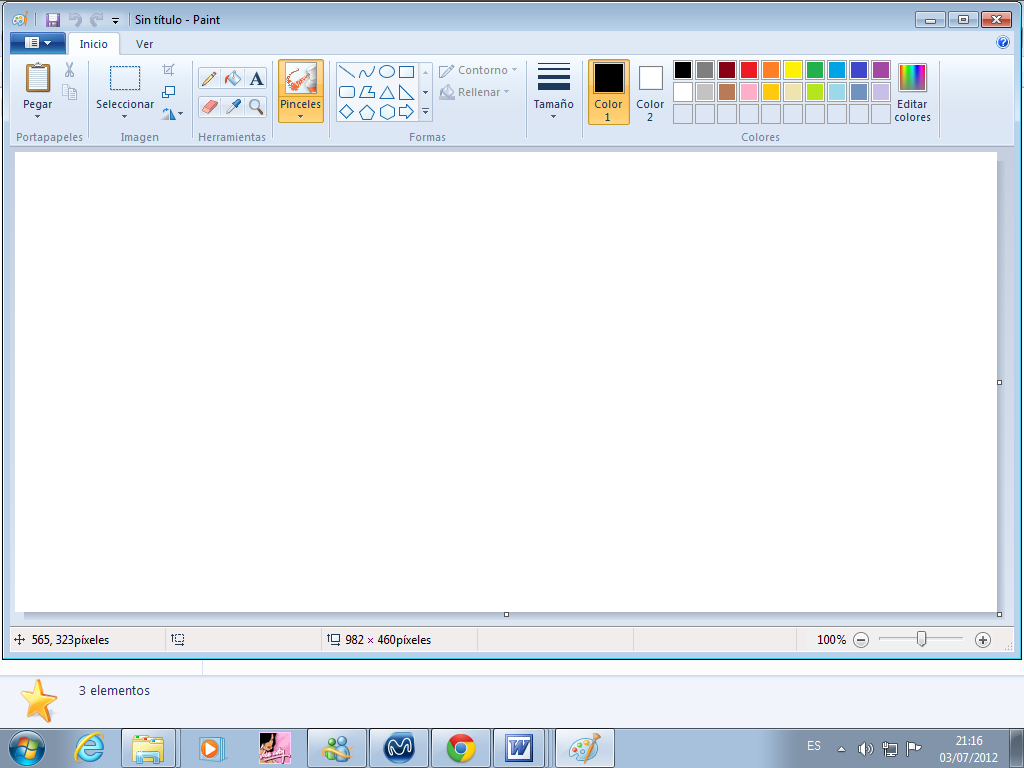 Sin título - Paint
Inicio Ver
Pegar
Seleccionar
Pinceles
Contorno
Rellenar
Tamaño
Color 1
Color 2
Editar colores
Portapapeles Imagen Herramientas Formas Colores
565, 323píxeles 982 × 460píxeles 100%
3 elementos
ES 21:16
03/07/2012